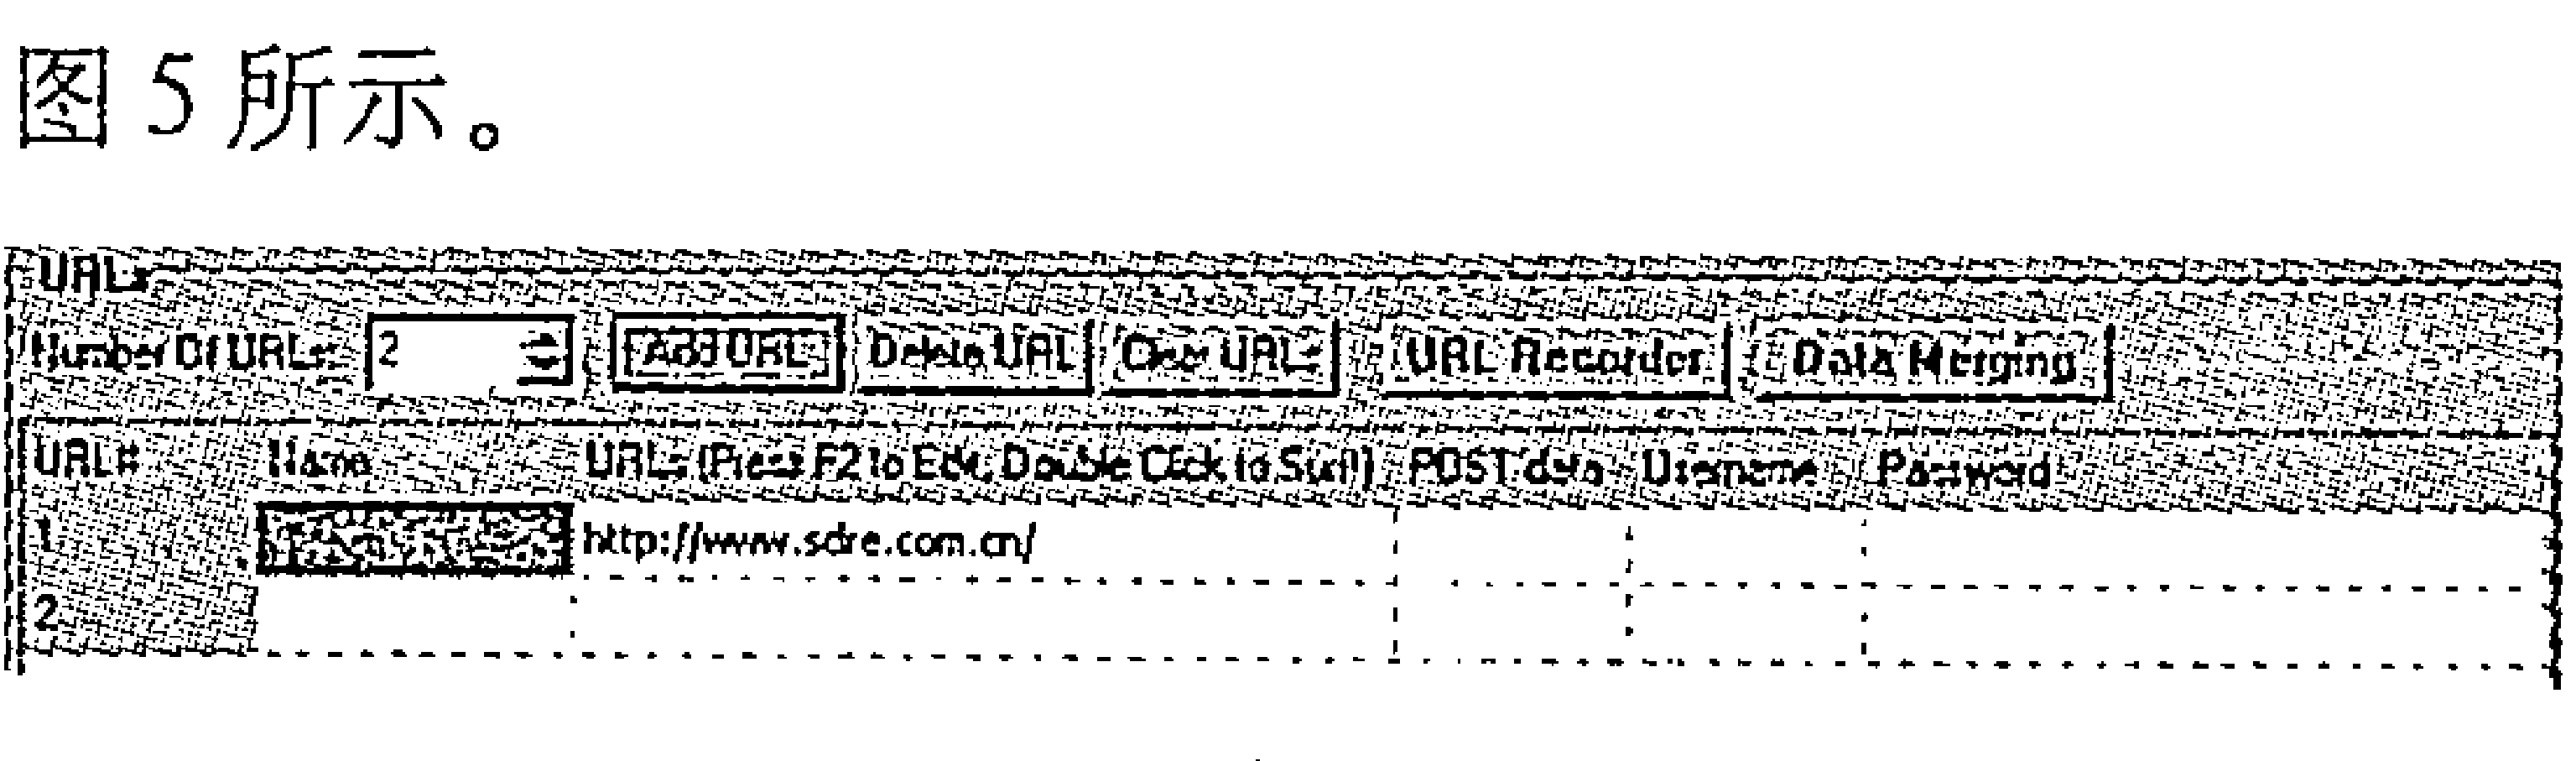 图 5 所示。
URLs
Number Of URLs: 2 Add URL Delete URL Clear URLs URL Recorder Data Merging
URL# Name URLs (Press F2 to Edit, Double Click to Surf!) POST data Username Password
1 http://www.sdre.com.cn/
2